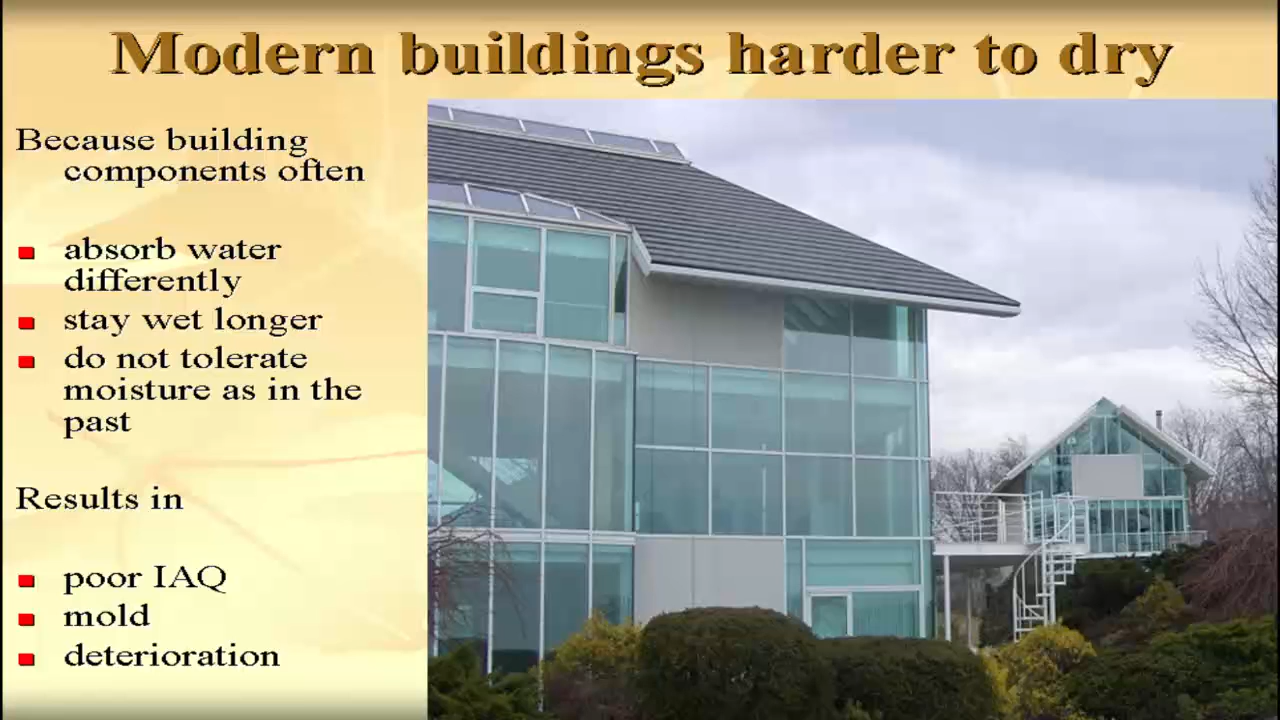 Modern buildings harder to dry
Because building
components often
absorb water
differently
stay wet longer
do not tolerate
moisture as in the
past
Results in
poor IAQ
mold
deterioration